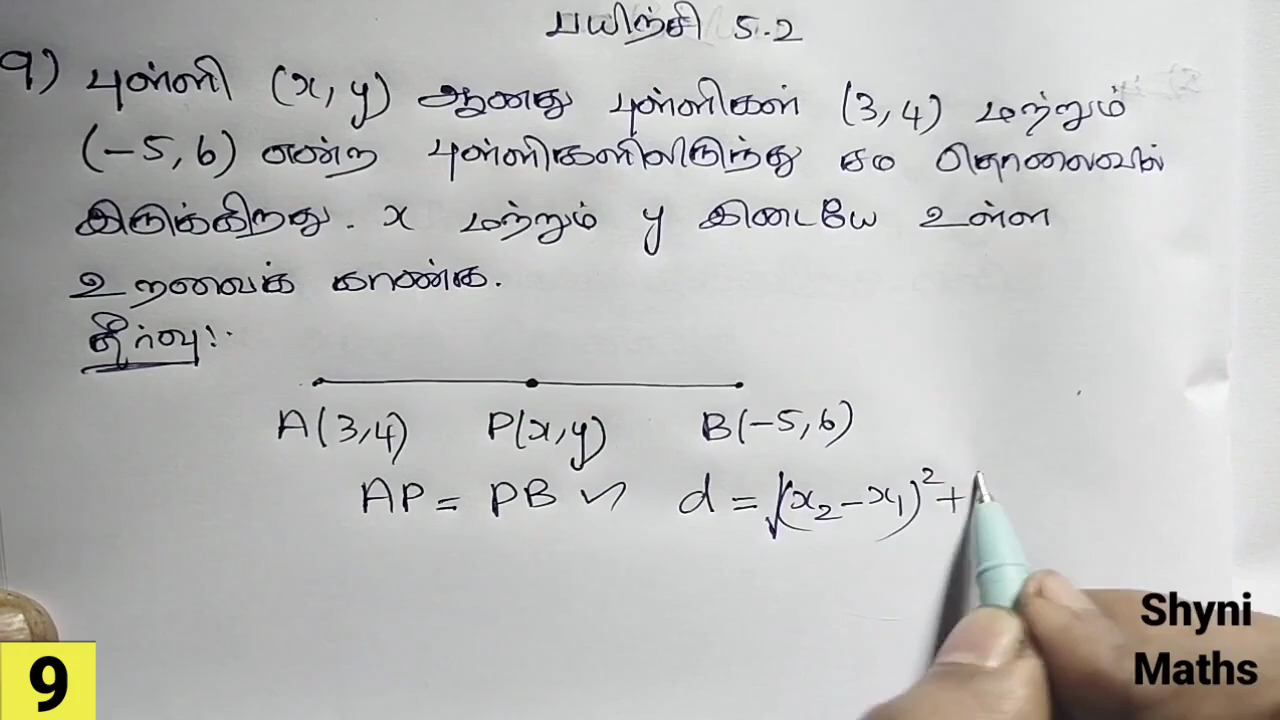 பயிற்சி 5.2
9) புள்ளி (x, y) ஆனது புள்ளிகள் (3,4) மற்றும்
(-5, 6) என்ற புள்ளிகளிலிருந்து சம தொலைவில்
இருக்கிறது. x மற்றும் y இடையே உள்ள
உறவைக் காண்க.
தீர்வு:-
A(3,4) P(x,y) B(-5,6)
AP = PB d = √(x₂-x₁)²+
Shyni
Maths
9